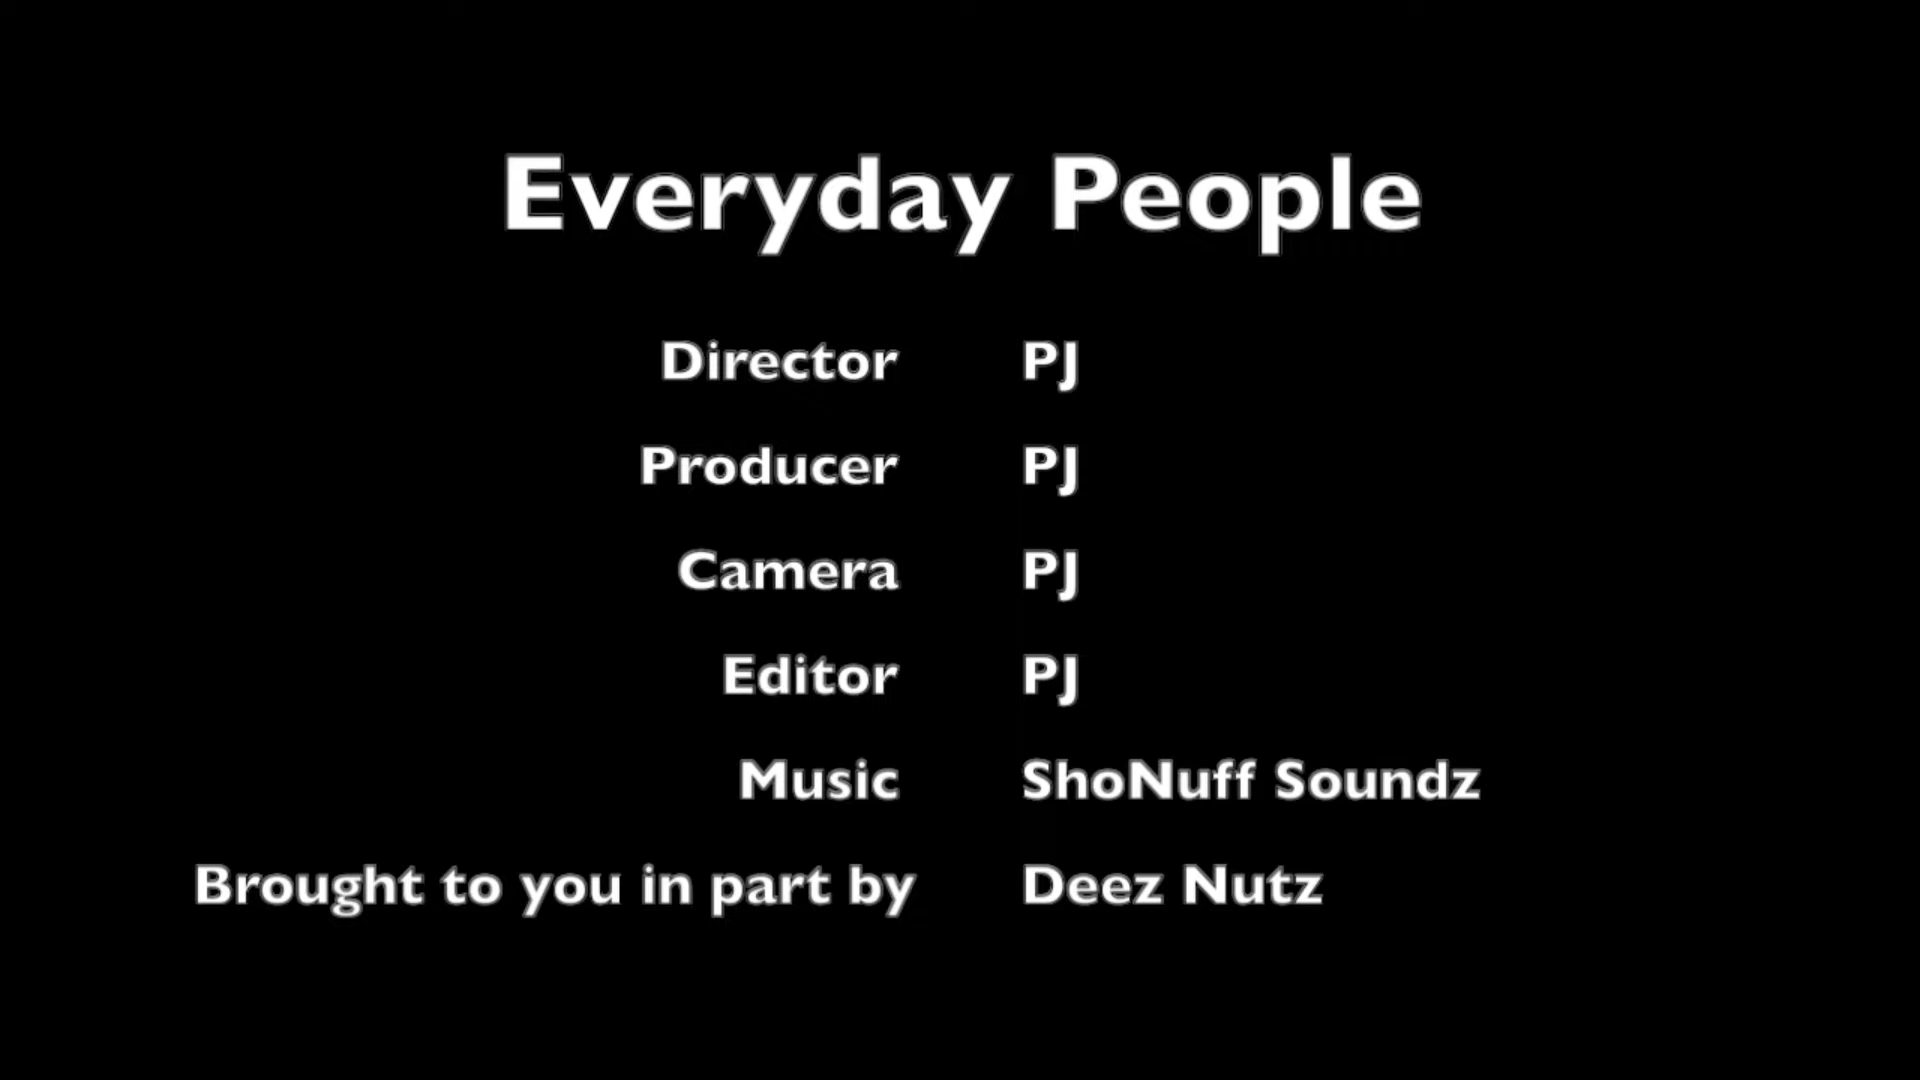 Everyday People
Director PJ
Producer PJ
Camera PJ
Editor PJ
Music ShoNuff Soundz
Brought to you in part by Deez Nutz